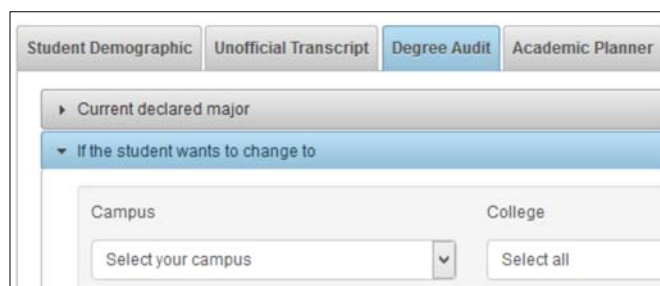 Student Demographic Unofficial Transcript Degree Audit Academic Planner
Current declared major
If the student wants to change to
Campus College
Select your campus Select all